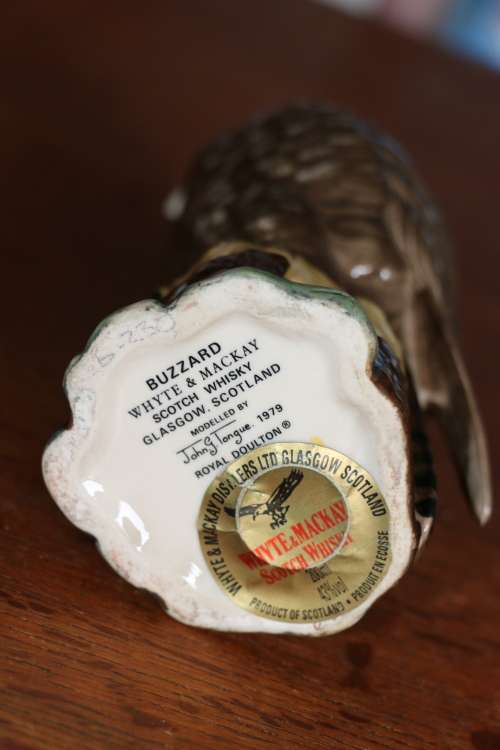 BUZZARD
WHYTE & MACKAY
SCOTCH WHISKY
GLASGOW, SCOTLAND
MODELLED BY
John G Tongue. 1979
ROYAL DOULTON ®
WHYTE & MACKAY DISTILLERS LTD GLASGOW SCOTLAND
WHYTE & MACKAY
SCOTCH WHISKY
43%vol
PRODUCT OF SCOTLAND • PRODUIT EN ECOSSE